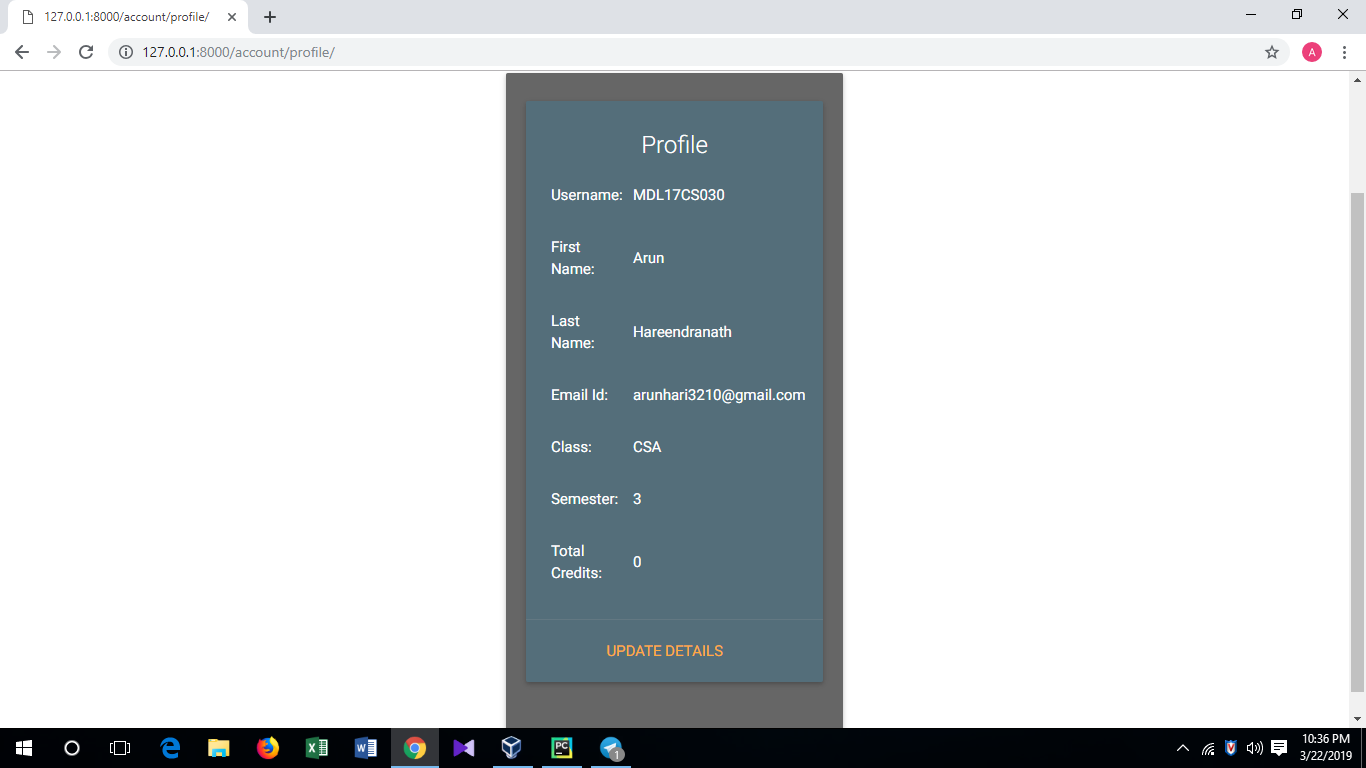 127.0.0.1:8000/account/profile/
127.0.0.1:8000/account/profile/
A
Profile
Username: MDL17CS030
First
Name:
Arun
Last
Name:
Hareendranath
Email Id: arunhari3210@gmail.com
Class: CSA
Semester: 3
Total
Credits:
0
UPDATE DETAILS
PC
1
10:36 PM
3/22/2019